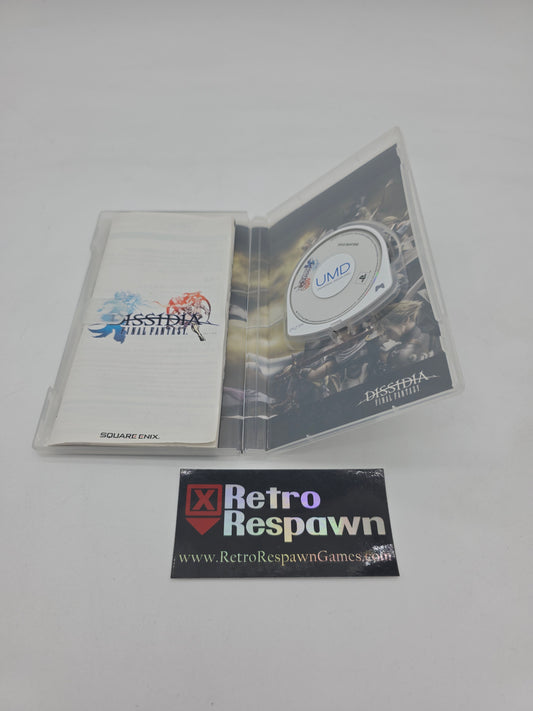 DISSIDIA
FINAL FANTASY
SQUARE ENIX
UMD
DISSIDIA
FINAL FANTASY
Retro
Respawn
www.RetroRespawnGames.com